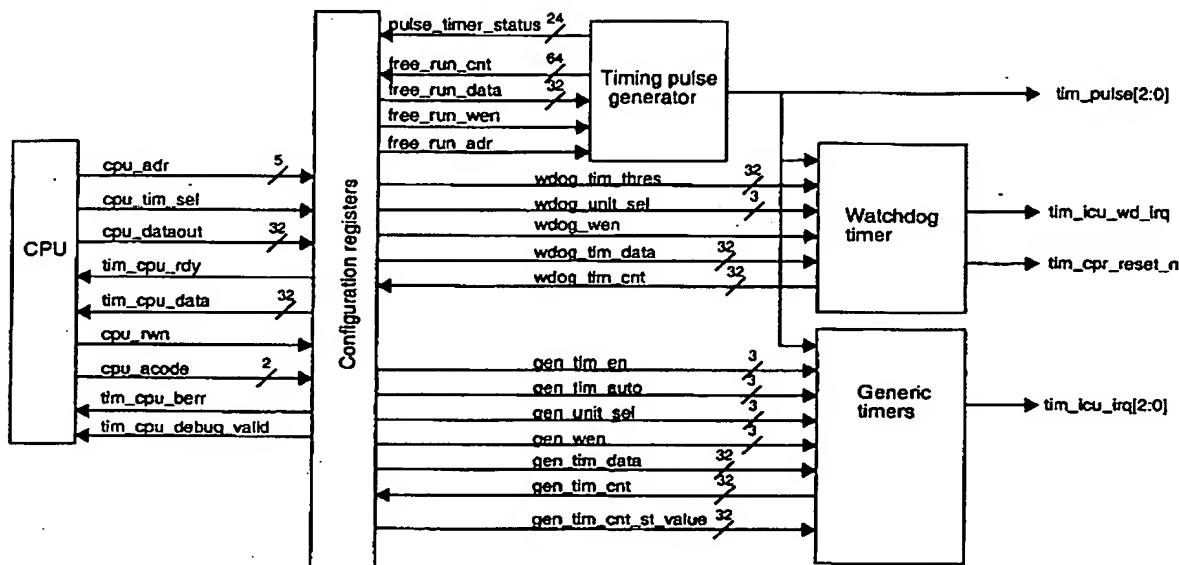 pulse_timer_status 24
free_run_cnt 64
free_run_data 32
free_run_wen
free_run_adr
Timing pulse
generator
tim_pulse[2:0]
CPU
cpu_adr 5
cpu_tim_sel
cpu_dataout 32
tim_cpu_rdy
tim_cpu_data 32
cpu_rwn
cpu_acode 2
tim_cpu_berr
tim_cpu_debug_valid
Configuration registers
wdog_tim_thres 32
wdog_unit_sel 3
wdog_wen
wdog_tim_data 32
wdog_tim_cnt 32
Watchdog
timer
tim_icu_wd_irq
tim_cpr_reset_n
gen_tim_en 3
gen_tim_auto 3
gen_unit_sel 3
gen_wen 3
gen_tim_data 32
gen_tim_cnt 32
gen_tim_cnt_st_value 32
Generic
timers
tim_icu_irq[2:0]